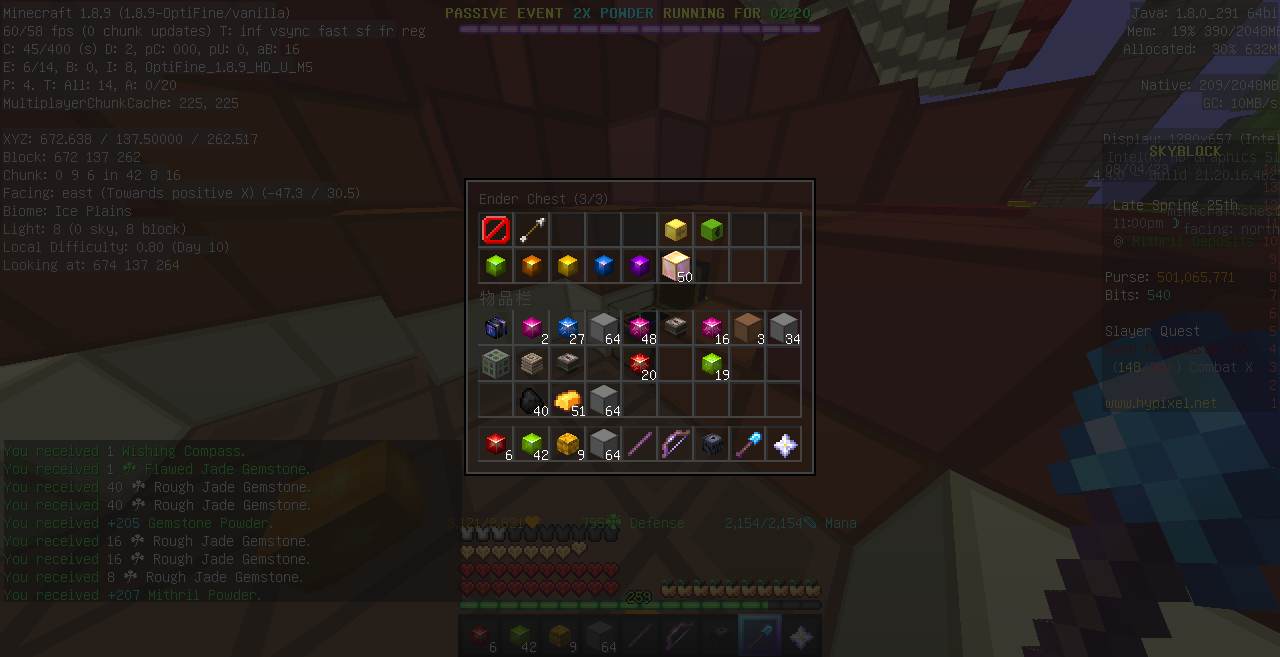 Minecraft 1.8.9 (1.8.9-OptiFine/vanilla)
60/58 fps (0 chunk updates) T: inf vsync fast sf fr reg
C: 45/400 (s) D: 2, pC: 000, pU: 0, aB: 16
E: 6/14, B: 0, I: 8, OptiFine_1.8.9_HD_U_M5
P: 4. T: All: 14, A: 0/20
MultiplayerChunkCache: 225, 225
XYZ: 672.638 / 137.50000 / 262.517
Block: 672 137 262
Chunk: 0 9 6 in 42 8 16
Facing: east (Towards positive X) (-47.3 / 30.5)
Biome: Ice Plains
Light: 8 (0 sky, 8 block)
Local Difficulty: 0.80 (Day 10)
Looking at: 674 137 264
PASSIVE EVENT 2X POWDER RUNNING FOR 02:20
Java: 1.8.0_291 64bi
Mem: 19% 390/2048MB
Allocated: 30% 632M
Native: 209/2048MB
GC: 10MB/s
Display: 1280x657 (Intel
SKYBLOCK
Late Spring 25th
11:00pm
facing: north
Mithril Deposits
Purse: 501,065,771
Bits: 540
Slayer Quest
Combat X
www.hypixel.net
Ender Chest (3/3)
50
物品栏
2 27 64 48 16 3 34
20 19
40 51 64
6 42 9 64
You received 1 Wishing Compass.
You received 1 Flawed Jade Gemstone.
You received 40 Rough Jade Gemstone.
You received 40 Rough Jade Gemstone.
You received +205 Gemstone Powder.
You received 16 Rough Jade Gemstone.
You received 16 Rough Jade Gemstone.
You received 8 Rough Jade Gemstone.
You received +207 Mithril Powder.
Defense 2,154/2,154 Mana
259
6 42 9 64